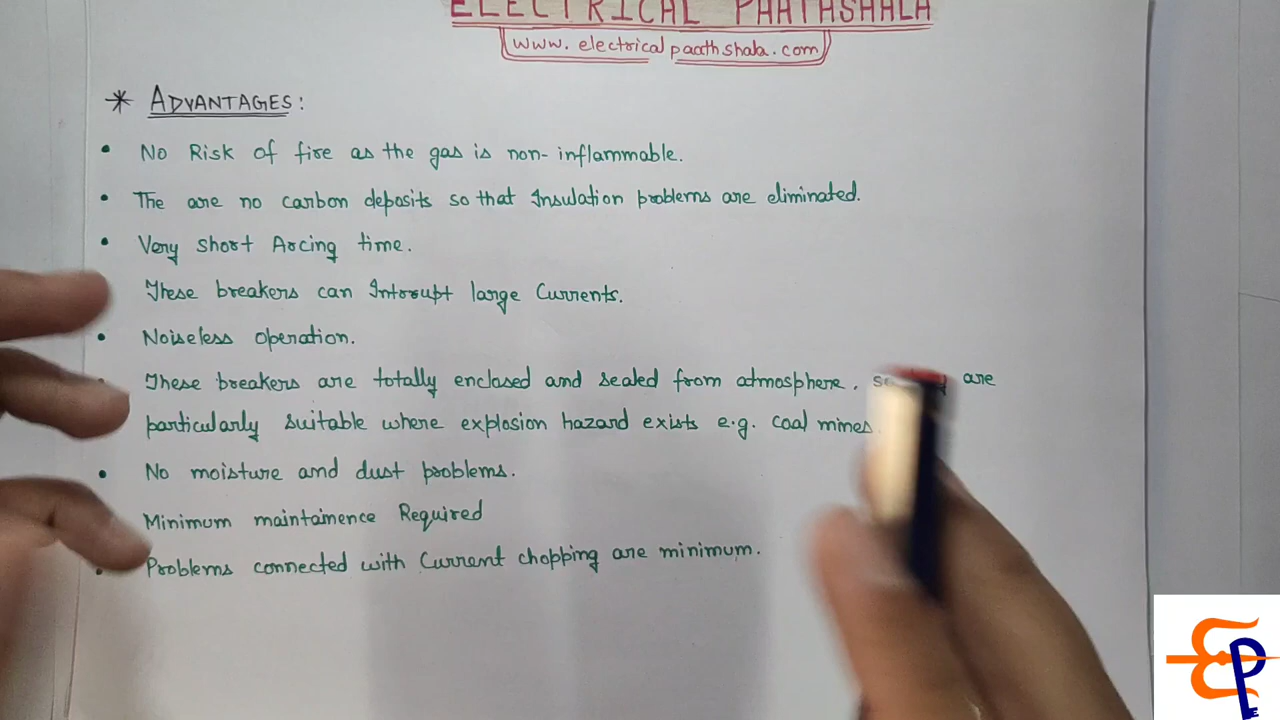 ELECTRICAL PAATASHALA
www.electricalpaathshala.com
* ADVANTAGES:
• No Risk of fire as the gas is non-inflammable.
• The are no carbon deposits so that Insulation problems are eliminated.
• Very short Arcing time.
These breakers can Intrrupt large Currents.
• Noiseless operation.
• These breakers are totally enclosed and sealed from atmosphere. are
particularly suitable where explosion hazard exists e.g. coal mines.
• No moisture and dust problems.
Minimum maintainence Required
• Problems connected with Current chopping are minimum.
EP